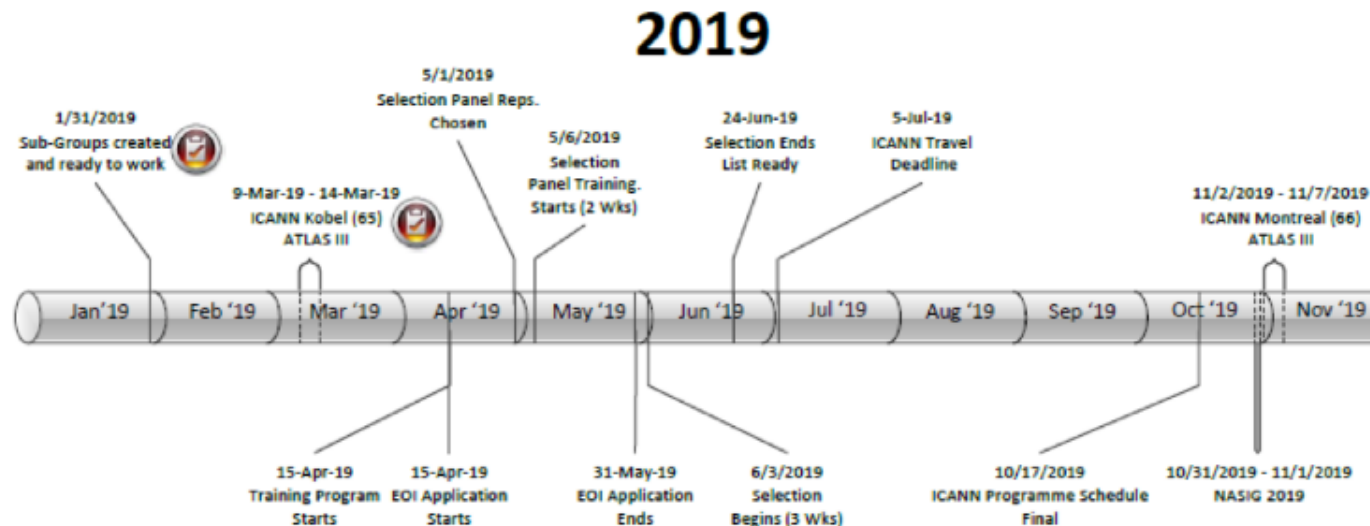 2019
1/31/2019
Sub-Groups created
and ready to work
9-Mar-19 - 14-Mar-19
ICANN Kobel (65)
ATLAS III
5/1/2019
Selection Panel Reps.
Chosen
5/6/2019
Selection
Panel Training.
Starts (2 Wks)
24-Jun-19
Selection Ends
List Ready
5-Jul-19
ICANN Travel
Deadline
11/2/2019 - 11/7/2019
ICANN Montreal (66)
ATLAS III
Jan'19
Feb '19
Mar '19
Apr '19
May '19
Jun '19
Jul '19
Aug '19
Sep '19
Oct '19
Nov '19
15-Apr-19
Training Program
Starts
15-Apr-19
EOI Application
Starts
31-May-19
EOI Application
Ends
6/3/2019
Selection
Begins (3 Wks)
10/17/2019
ICANN Programme Schedule
Final
10/31/2019 - 11/1/2019
NASIG 2019